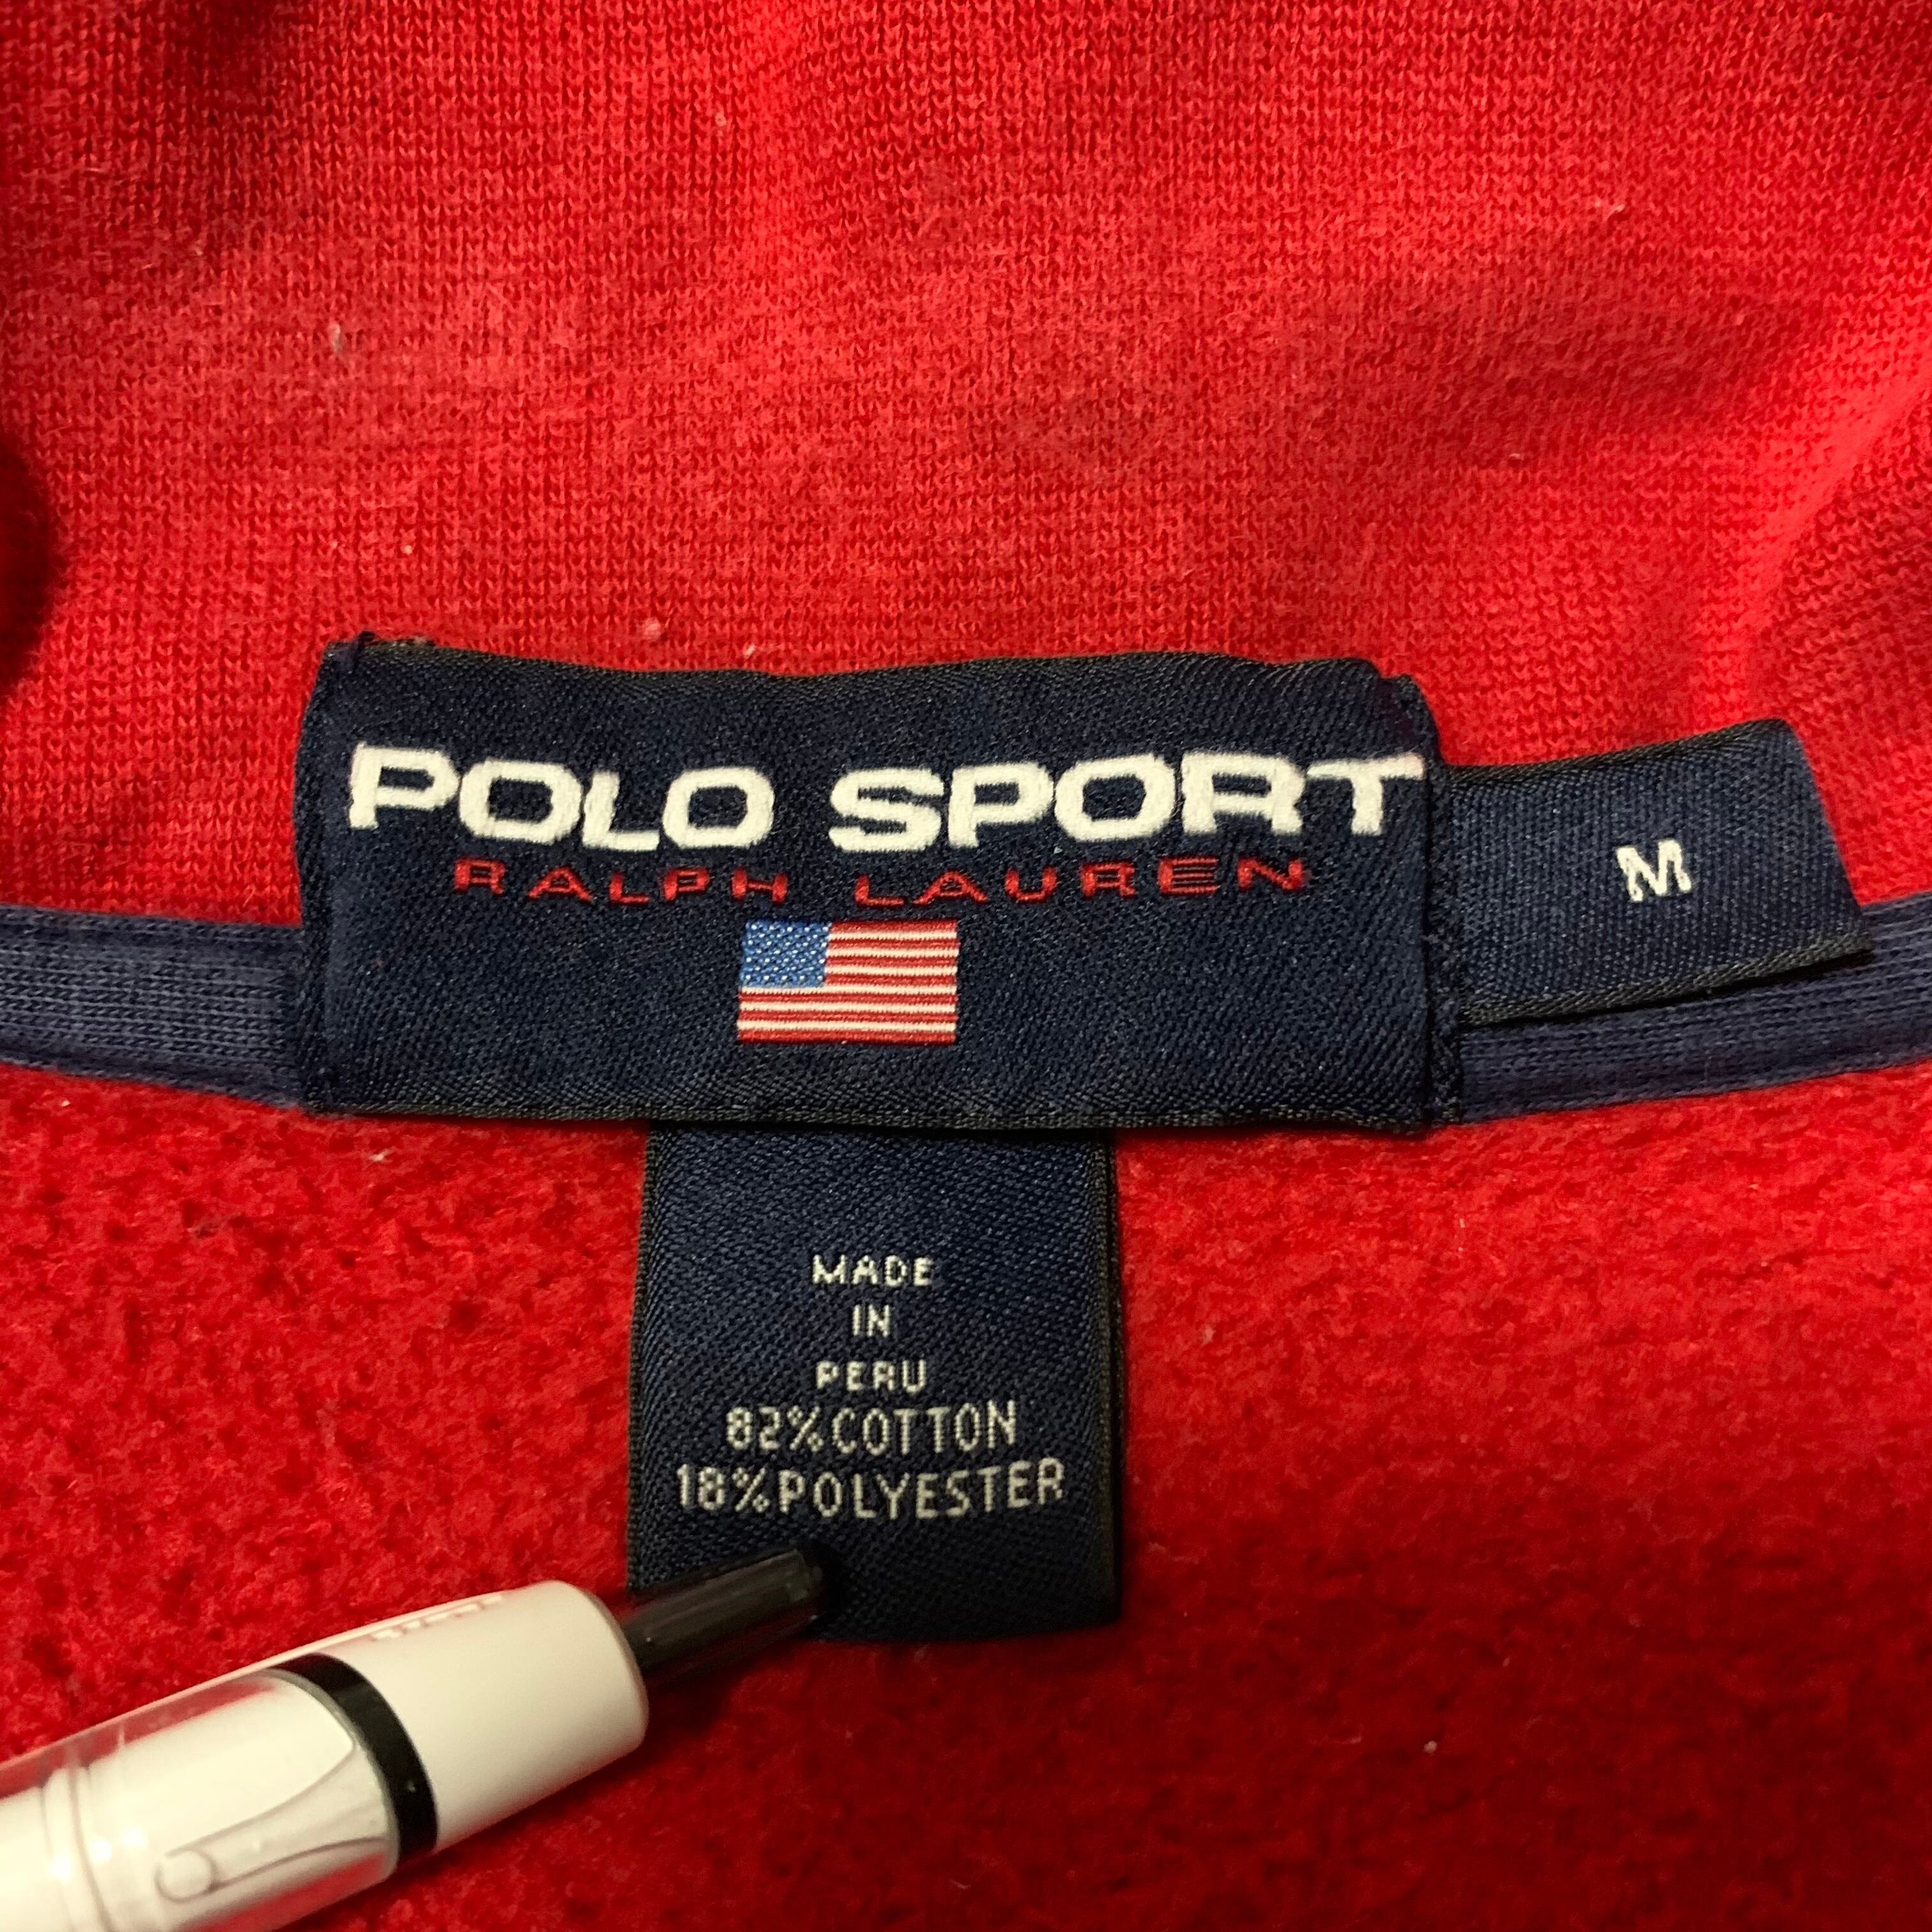 POLO SPORT
RALPH LAUREN
M
MADE
IN
PERU
82%COTTON
18%POLYESTER